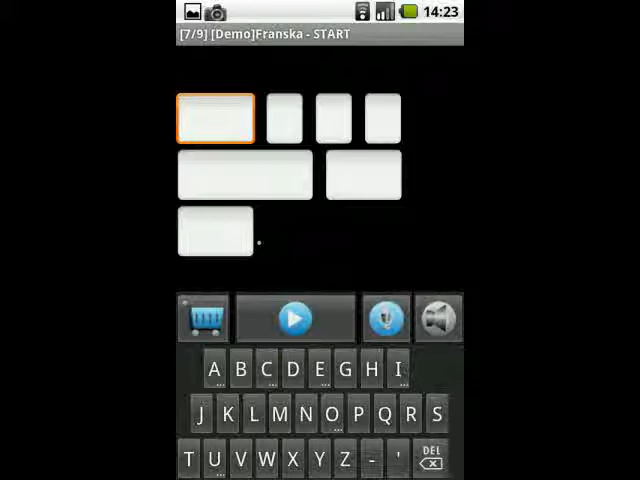 14:23
[7/9] [Demo]Franska - START
.
A B C D E G H I
J K L M N O P Q R S
DEL
T U V W X Y Z - '